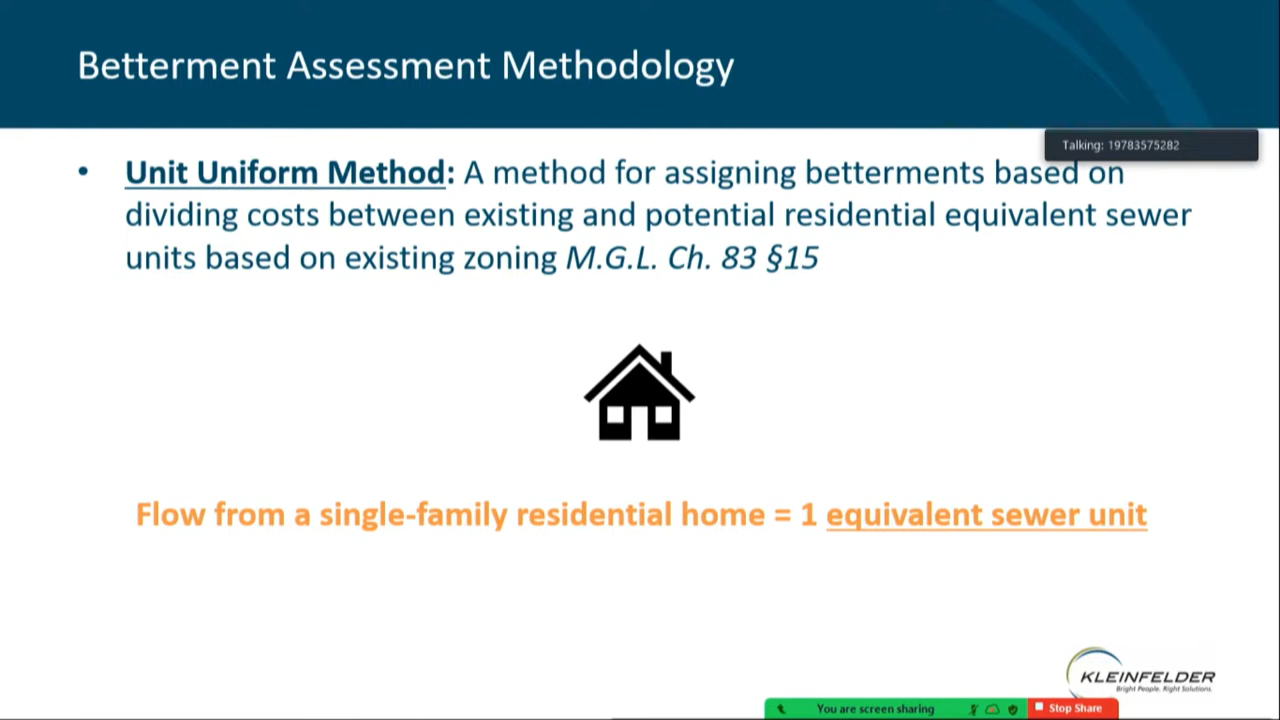 Betterment Assessment Methodology
Talking: 19783575282
• Unit Uniform Method: A method for assigning betterments based on
dividing costs between existing and potential residential equivalent sewer
units based on existing zoning M.G.L. Ch. 83 §15
Flow from a single-family residential home = 1 equivalent sewer unit
KLEINFELDER
Bright People. Right Solutions.
You are screen sharing
Stop Share